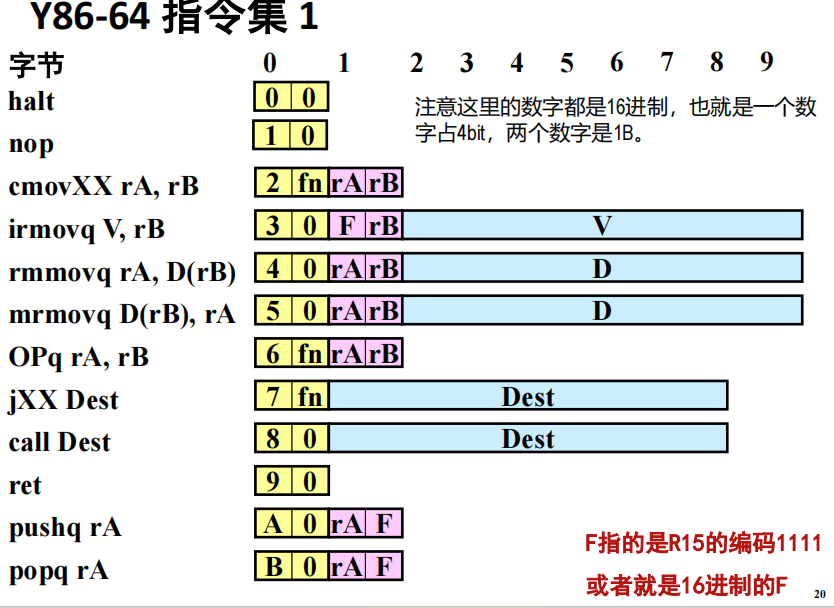 Y86-64 指令集 1
字节 0 1 2 3 4 5 6 7 8 9
halt 0 0
注意这里的数字都是16进制，也就是一个数
字占4bit，两个数字是1B。
nop 1 0
cmovXX rA, rB 2 fn rA rB
irmovq V, rB 3 0 F rB V
rmmovq rA, D(rB) 4 0 rA rB D
mrmovq D(rB), rA 5 0 rA rB D
OPq rA, rB 6 fn rA rB
jXX Dest 7 fn Dest
call Dest 8 0 Dest
ret 9 0
pushq rA A 0 rA F
popq rA B 0 rA F
F指的是R15的编码1111
或者就是16进制的F
20